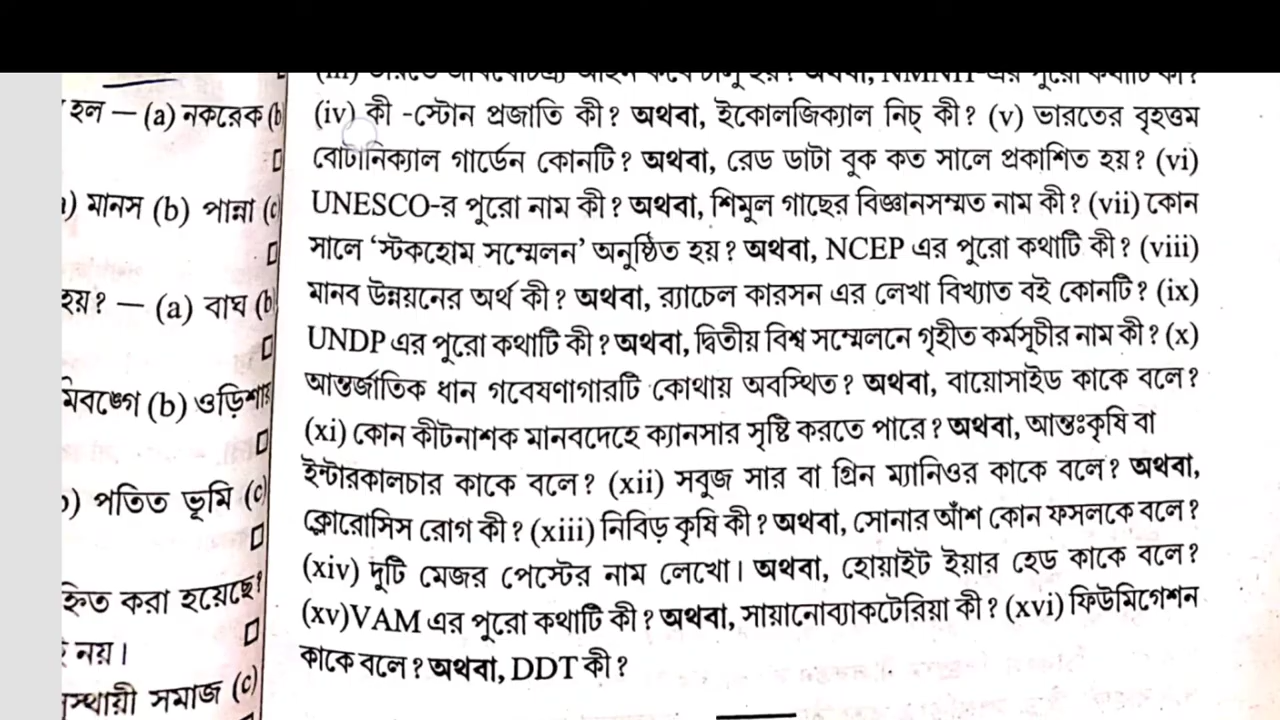 হল — (a) নকরেক (b)
) মানস (b) পান্না (c
হয়? — (a) বাঘ (b)
মবঙ্গে (b) ওড়িশায়
) পতিত ভূমি (c)
হ্নিত করা হয়েছে?
নয়।
স্থায়ী সমাজ (c)
(iv) কী -স্টোন প্রজাতি কী? অথবা, ইকোলজিক্যাল নিচ্ কী? (v) ভারতের বৃহত্তম
বোটানিক্যাল গার্ডেন কোনটি? অথবা, রেড ডাটা বুক কত সালে প্রকাশিত হয়? (vi)
UNESCO-র পুরো নাম কী? অথবা, শিমুল গাছের বিজ্ঞানসম্মত নাম কী? (vii) কোন
সালে ‘স্টকহোম সম্মেলন’ অনুষ্ঠিত হয়? অথবা, NCEP এর পুরো কথাটি কী? (viii)
মানব উন্নয়নের অর্থ কী? অথবা, র‍্যাচেল কারসন এর লেখা বিখ্যাত বই কোনটি? (ix)
UNDP এর পুরো কথাটি কী? অথবা, দ্বিতীয় বিশ্ব সম্মেলনে গৃহীত কর্মসূচীর নাম কী? (x)
আন্তর্জাতিক ধান গবেষণাগারটি কোথায় অবস্থিত? অথবা, বায়োসাইড কাকে বলে?
(xi) কোন কীটনাশক মানবদেহে ক্যানসার সৃষ্টি করতে পারে? অথবা, আন্তঃকৃষি বা
ইন্টারকালচার কাকে বলে? (xii) সবুজ সার বা গ্রিন ম্যানিওর কাকে বলে? অথবা,
ক্লোরোসিস রোগ কী? (xiii) নিবিড় কৃষি কী? অথবা, সোনার আঁশ কোন ফসলকে বলে?
(xiv) দুটি মেজর পেস্টের নাম লেখো। অথবা, হোয়াইট ইয়ার হেড কাকে বলে?
(xv)VAM এর পুরো কথাটি কী? অথবা, সায়ানোব্যাকটেরিয়া কী? (xvi) ফিউমিগেশন
কাকে বলে? অথবা, DDT কী?